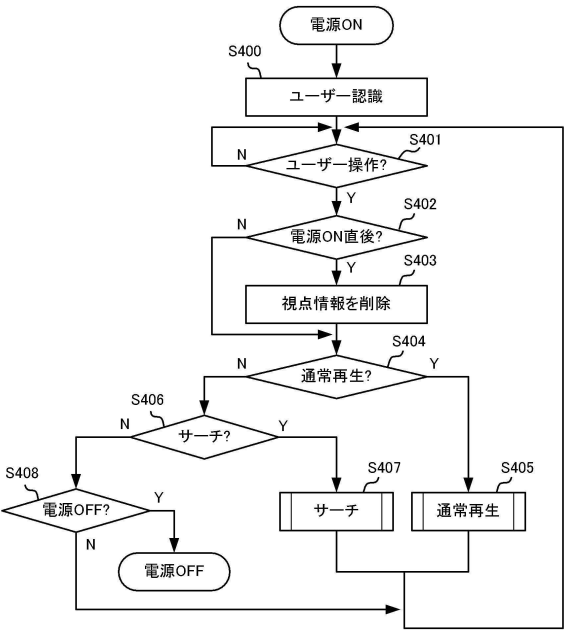 電源ON
S400
ユーザー認識
S401
N
ユーザー操作?
Y
S402
N
電源ON直後?
Y
S403
視点情報を削除
S404
N
通常再生?
Y
S406
N
サーチ?
Y
S408
電源OFF?
Y
N
電源OFF
S407
サーチ
S405
通常再生